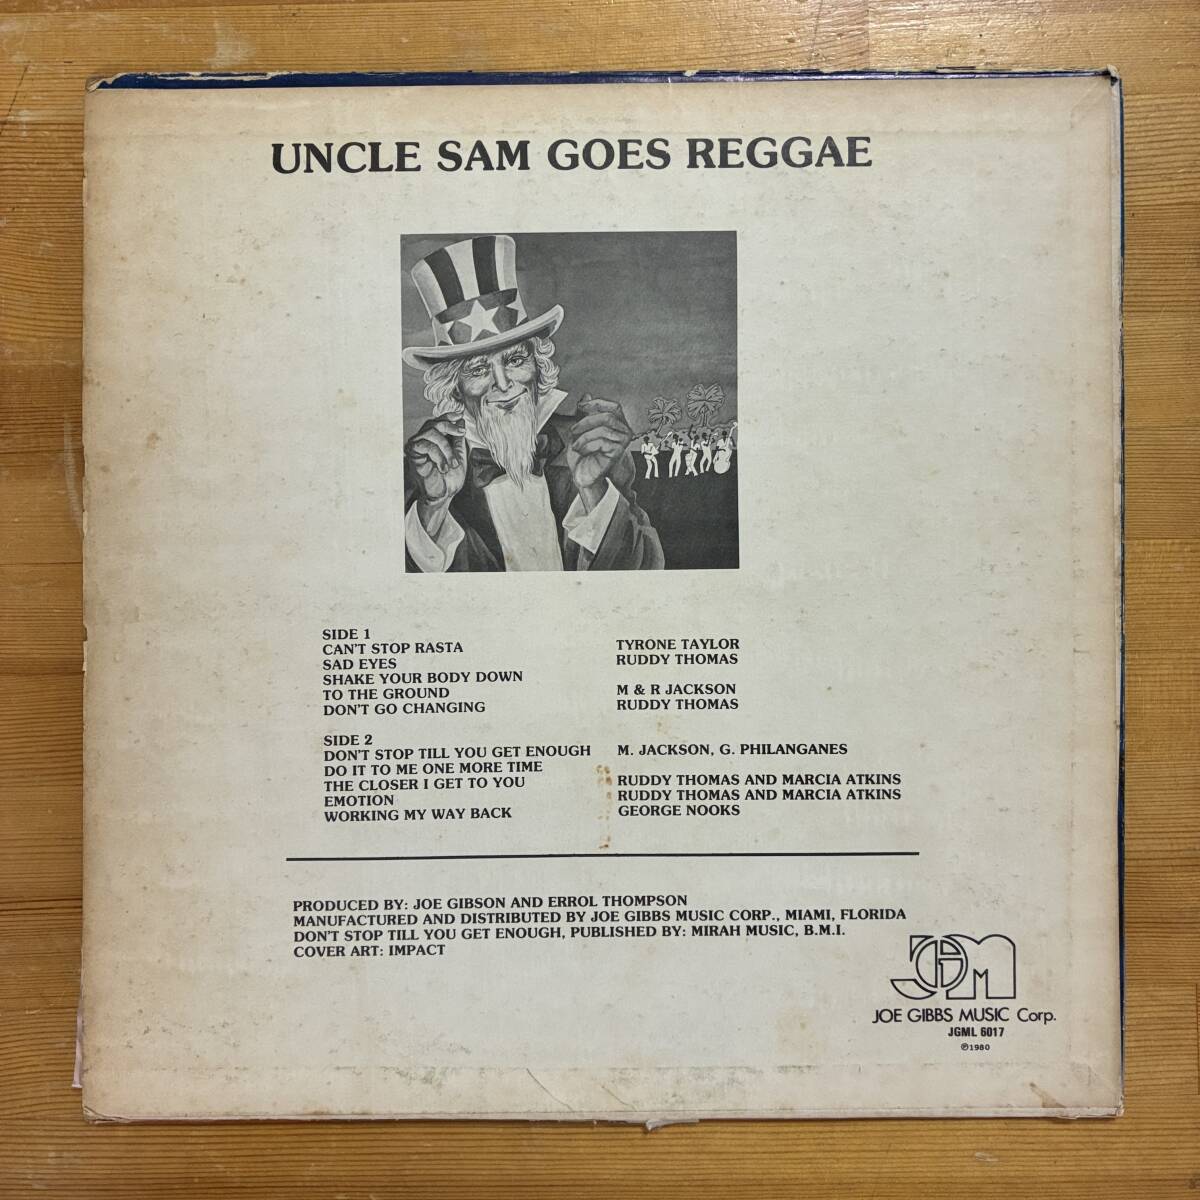 UNCLE SAM GOES REGGAE
SIDE 1
CAN'T STOP RASTA TYRONE TAYLOR
SAD EYES RUDDY THOMAS
SHAKE YOUR BODY DOWN
TO THE GROUND M & R JACKSON
DON'T GO CHANGING RUDDY THOMAS
SIDE 2
DON'T STOP TILL YOU GET ENOUGH M. JACKSON, G. PHILANGANES
DO IT TO ME ONE MORE TIME
THE CLOSER I GET TO YOU RUDDY THOMAS AND MARCIA ATKINS
EMOTION RUDDY THOMAS AND MARCIA ATKINS
WORKING MY WAY BACK GEORGE NOOKS
PRODUCED BY: JOE GIBSON AND ERROL THOMPSON
MANUFACTURED AND DISTRIBUTED BY JOE GIBBS MUSIC CORP., MIAMI, FLORIDA
DON'T STOP TILL YOU GET ENOUGH, PUBLISHED BY: MIRAH MUSIC, B.M.I.
COVER ART: IMPACT
JGM
JOE GIBBS MUSIC Corp.
JGML 6017
℗1980